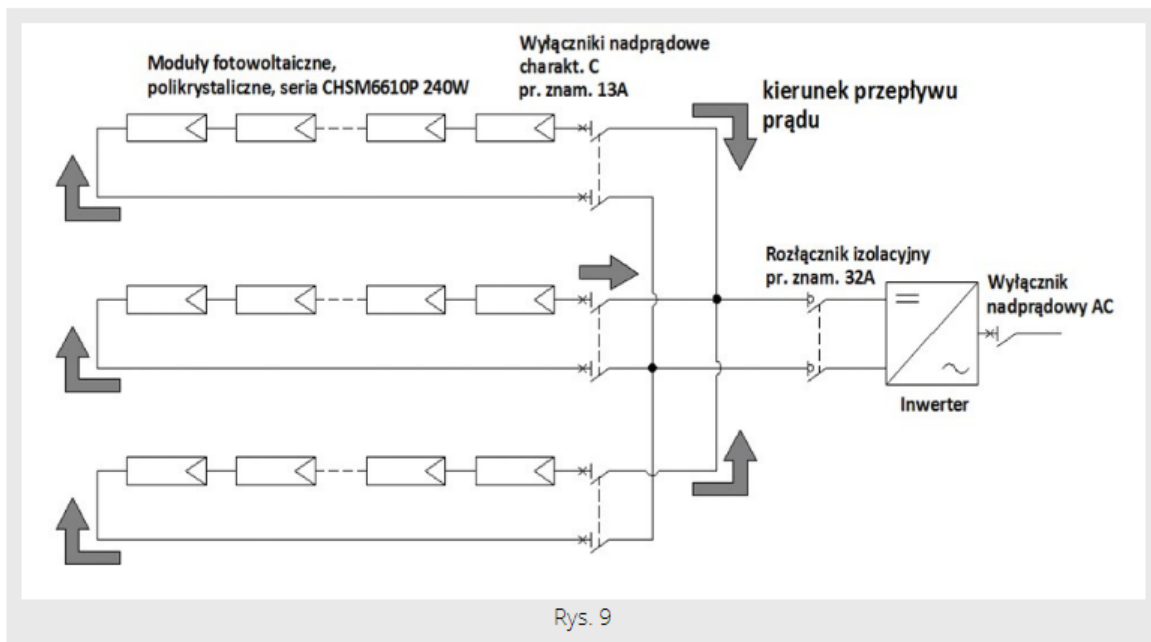 Moduły fotowoltaiczne,
polikrystaliczne, seria CHSM6610P 240W
Wyłączniki nadprądowe
charakt. C
pr. znam. 13A
kierunek przepływu
prądu
Rozłącznik izolacyjny
pr. znam. 32A
Wyłącznik
nadprądowy AC
Inwerter
Rys. 9